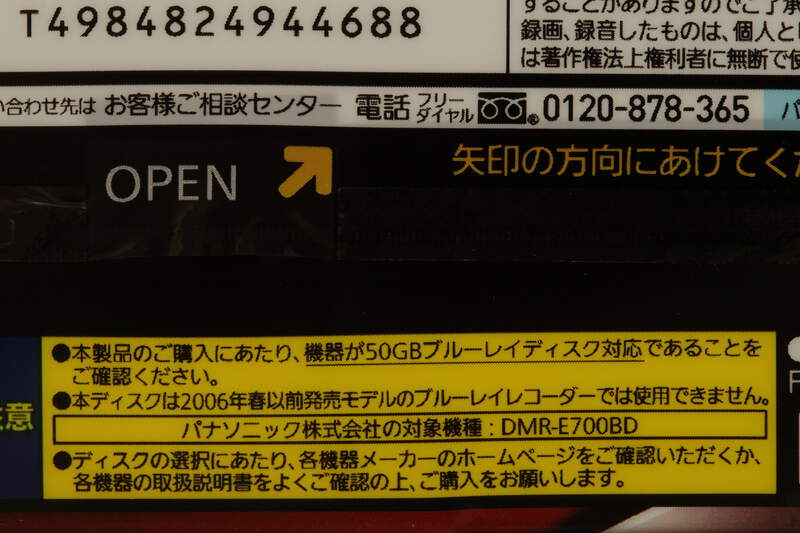 することがありますのでご了承
T4984824944688
録画、録音したものは、個人と
は著作権法上権利者に無断で使
い合わせ先は お客様ご相談センター 電話 フリーダイヤル 0120-878-365
OPEN
矢印の方向にあけてくだ
●本製品のご購入にあたり、機器が50GBブルーレイディスク対応であることを
ご確認ください。
●本ディスクは2006年春以前発売モデルのブルーレイレコーダーでは使用できません。
パナソニック株式会社の対象機種:DMR-E700BD
●ディスクの選択にあたり、各機器メーカーのホームページをご確認いただくか、
各機器の取扱説明書をよくご確認の上、ご購入をお願いします。
意